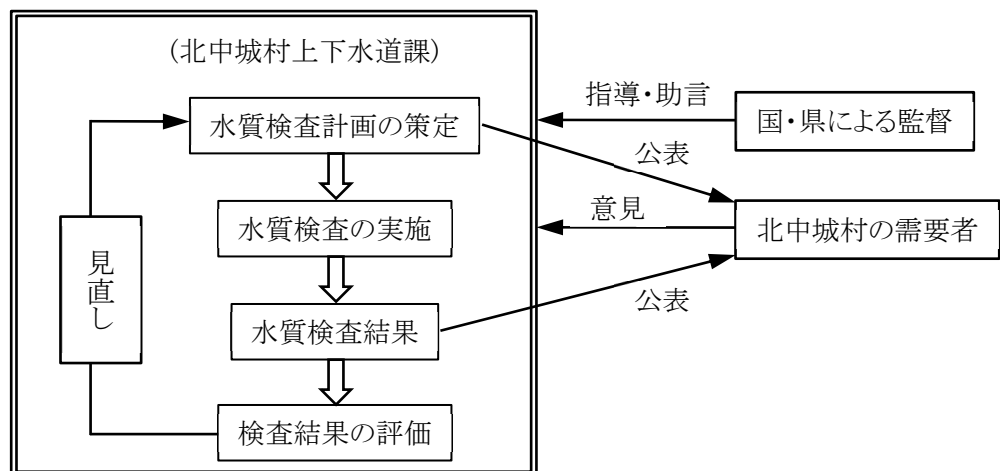 (北中城村上下水道課)
指導・助言
国・県による監督
水質検査計画の策定
公表
意見
北中城村の需要者
水質検査の実施
見直し
公表
水質検査結果
検査結果の評価